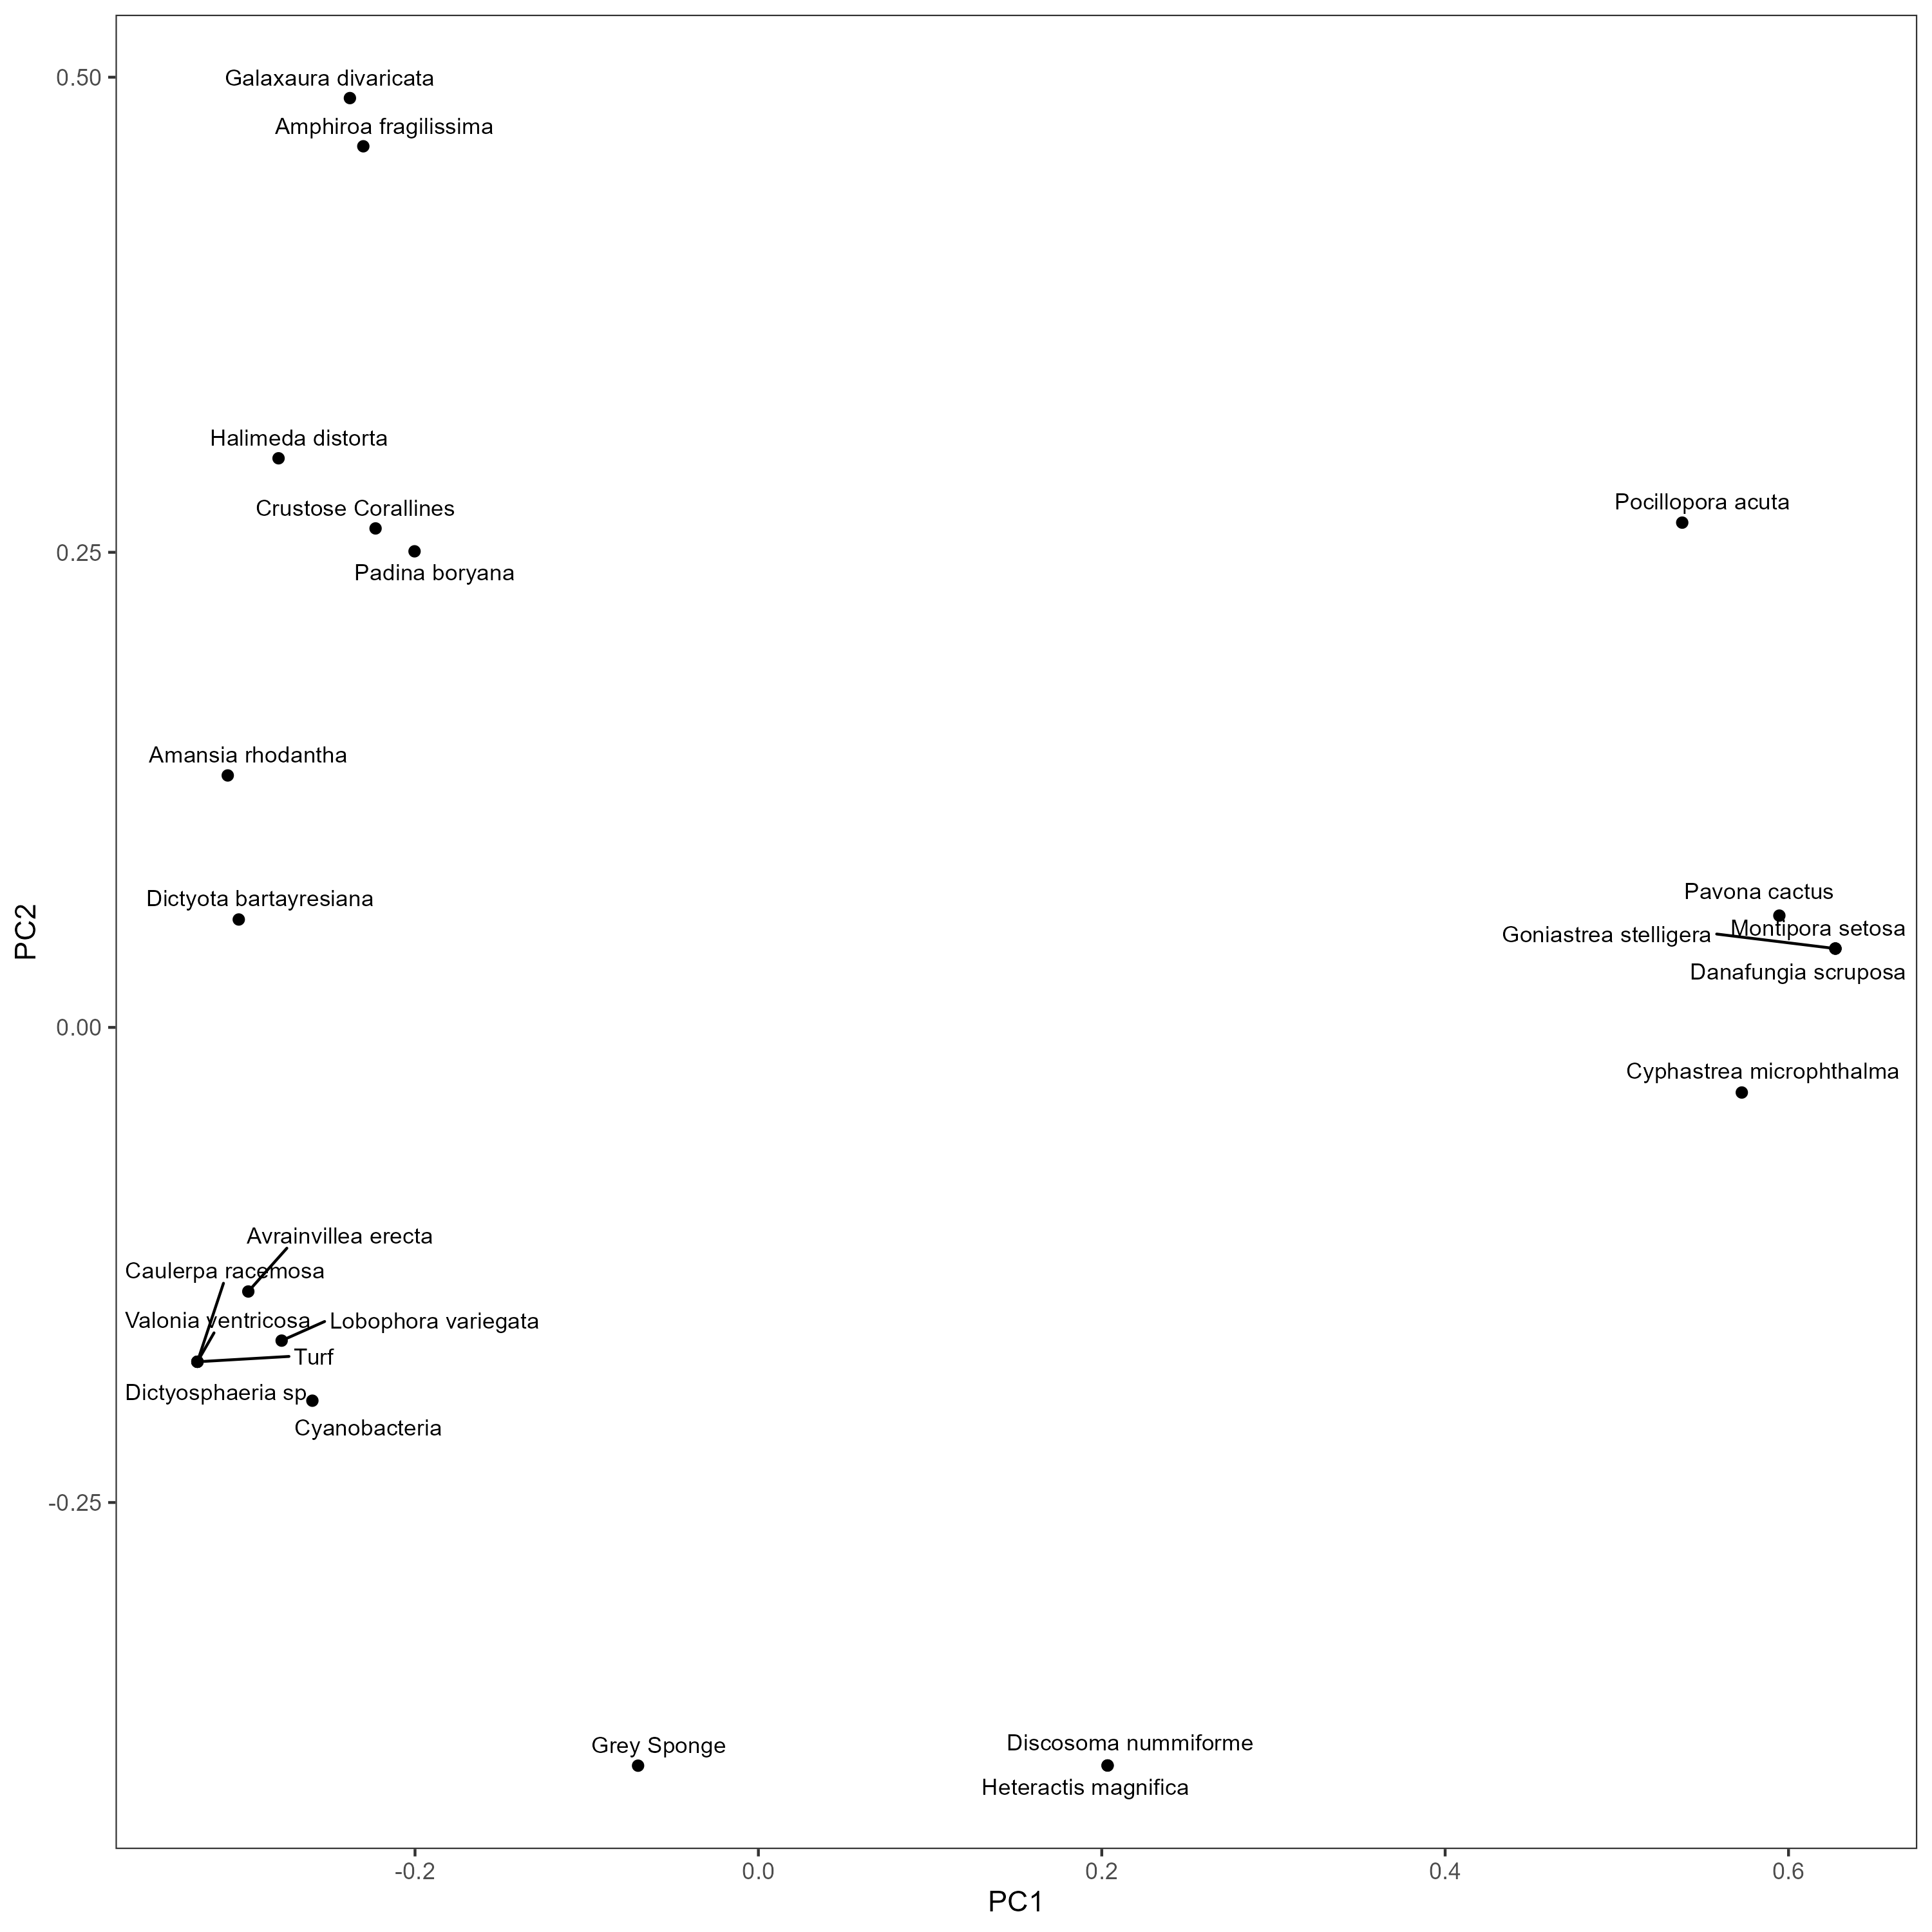 0.50
Galaxaura divaricata
Amphiroa fragilissima
Halimeda distorta
Crustose Corallines
Pocillopora acuta
0.25
Padina boryana
Amansia rhodantha
Dictyota bartayresiana
Pavona cactus
Montipora setosa
Goniastrea stelligera
Danafungia scruposa
PC2
0.00
Cyphastrea microphthalma
Avrainvillea erecta
Caulerpa racemosa
Valonia ventricosa
Lobophora variegata
Turf
Dictyosphaeria sp.
Cyanobacteria
-0.25
Grey Sponge
Discosoma nummiforme
Heteractis magnifica
-0.2 0.0 0.2 0.4 0.6
PC1